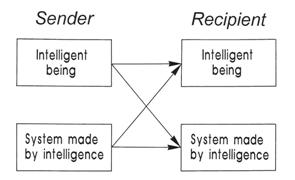 Sender
Recipient
Intelligent
being
Intelligent
being
System made
by intelligence
System made
by intelligence